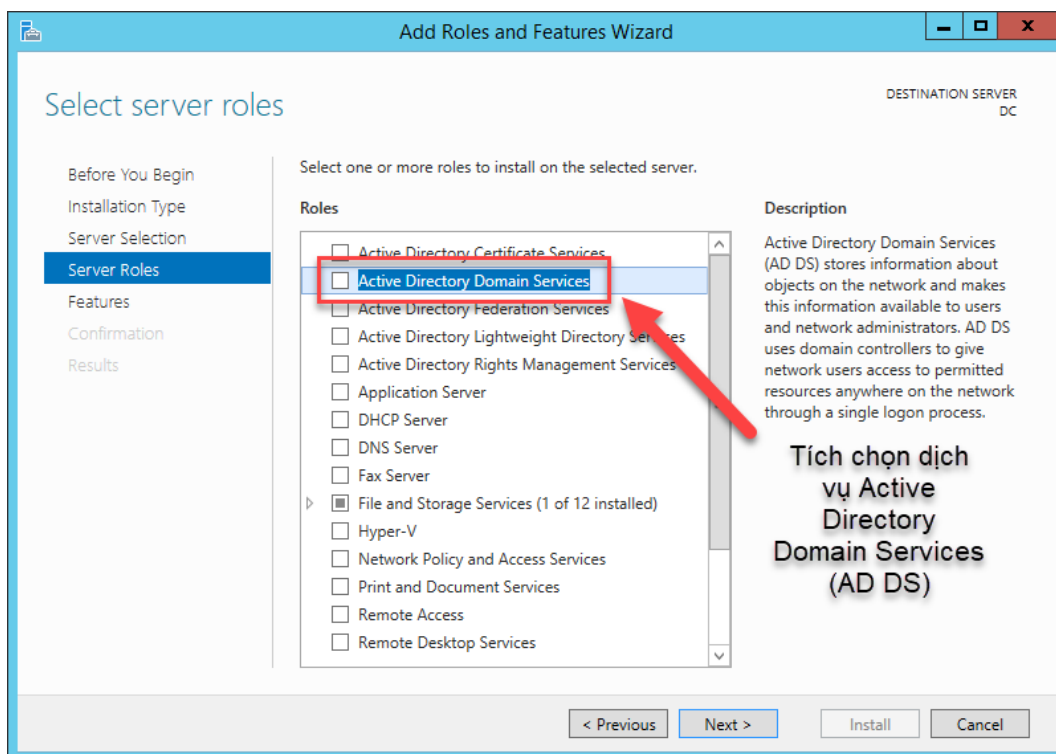 Add Roles and Features Wizard
Select server roles
DESTINATION SERVER
DC
Before You Begin
Installation Type
Server Selection
Server Roles
Features
Confirmation
Results
Select one or more roles to install on the selected server.
Roles
Active Directory Certificate Services
Active Directory Domain Services
Active Directory Federation Services
Active Directory Lightweight Directory Services
Active Directory Rights Management Services
Application Server
DHCP Server
DNS Server
Fax Server
File and Storage Services (1 of 12 installed)
Hyper-V
Network Policy and Access Services
Print and Document Services
Remote Access
Remote Desktop Services
Description
Active Directory Domain Services
(AD DS) stores information about
objects on the network and makes
this information available to users
and network administrators. AD DS
uses domain controllers to give
network users access to permitted
resources anywhere on the network
through a single logon process.
Tích chọn dịch
vụ Active
Directory
Domain Services
(AD DS)
< Previous
Next >
Install
Cancel